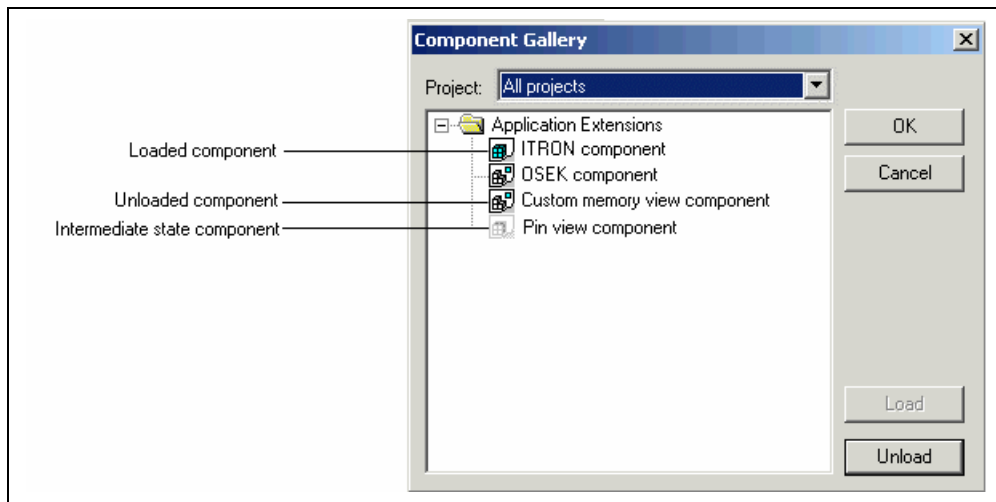 Component Gallery
Project: All projects
Application Extensions
OK
Loaded component
ITRON component
OSEK component
Cancel
Unloaded component
Custom memory view component
Intermediate state component
Pin view component
Load
Unload